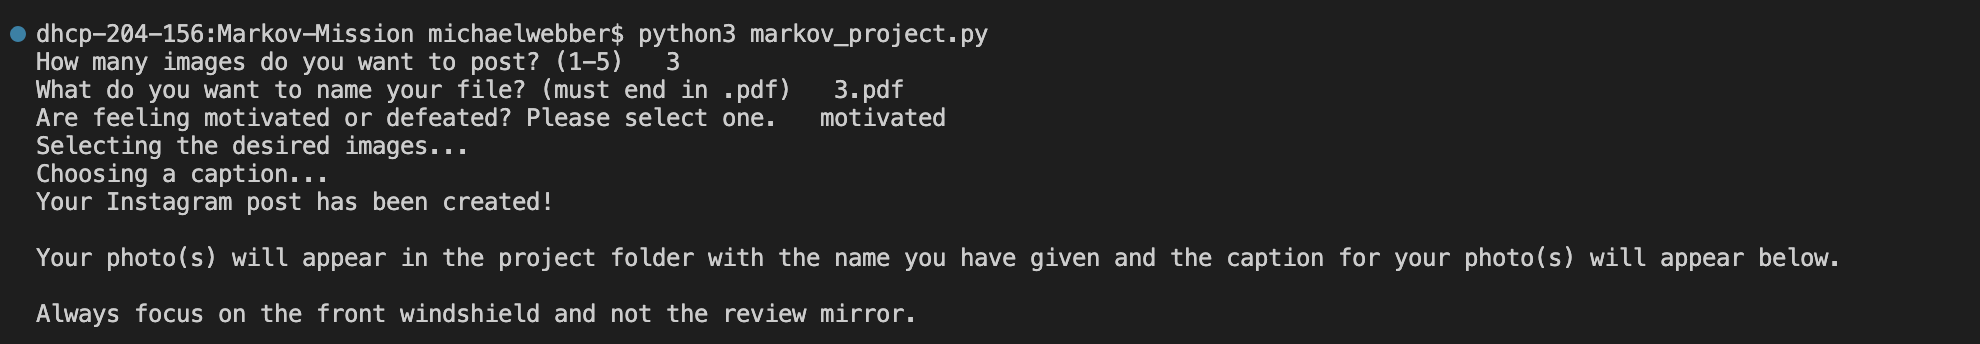 dhcp-204-156:Markov-Mission michaelwebber$ python3 markov_project.py
How many images do you want to post? (1-5)   3
What do you want to name your file? (must end in .pdf)   3.pdf
Are feeling motivated or defeated? Please select one.   motivated
Selecting the desired images...
Choosing a caption...
Your Instagram post has been created!
Your photo(s) will appear in the project folder with the name you have given and the caption for your photo(s) will appear below.
Always focus on the front windshield and not the review mirror.